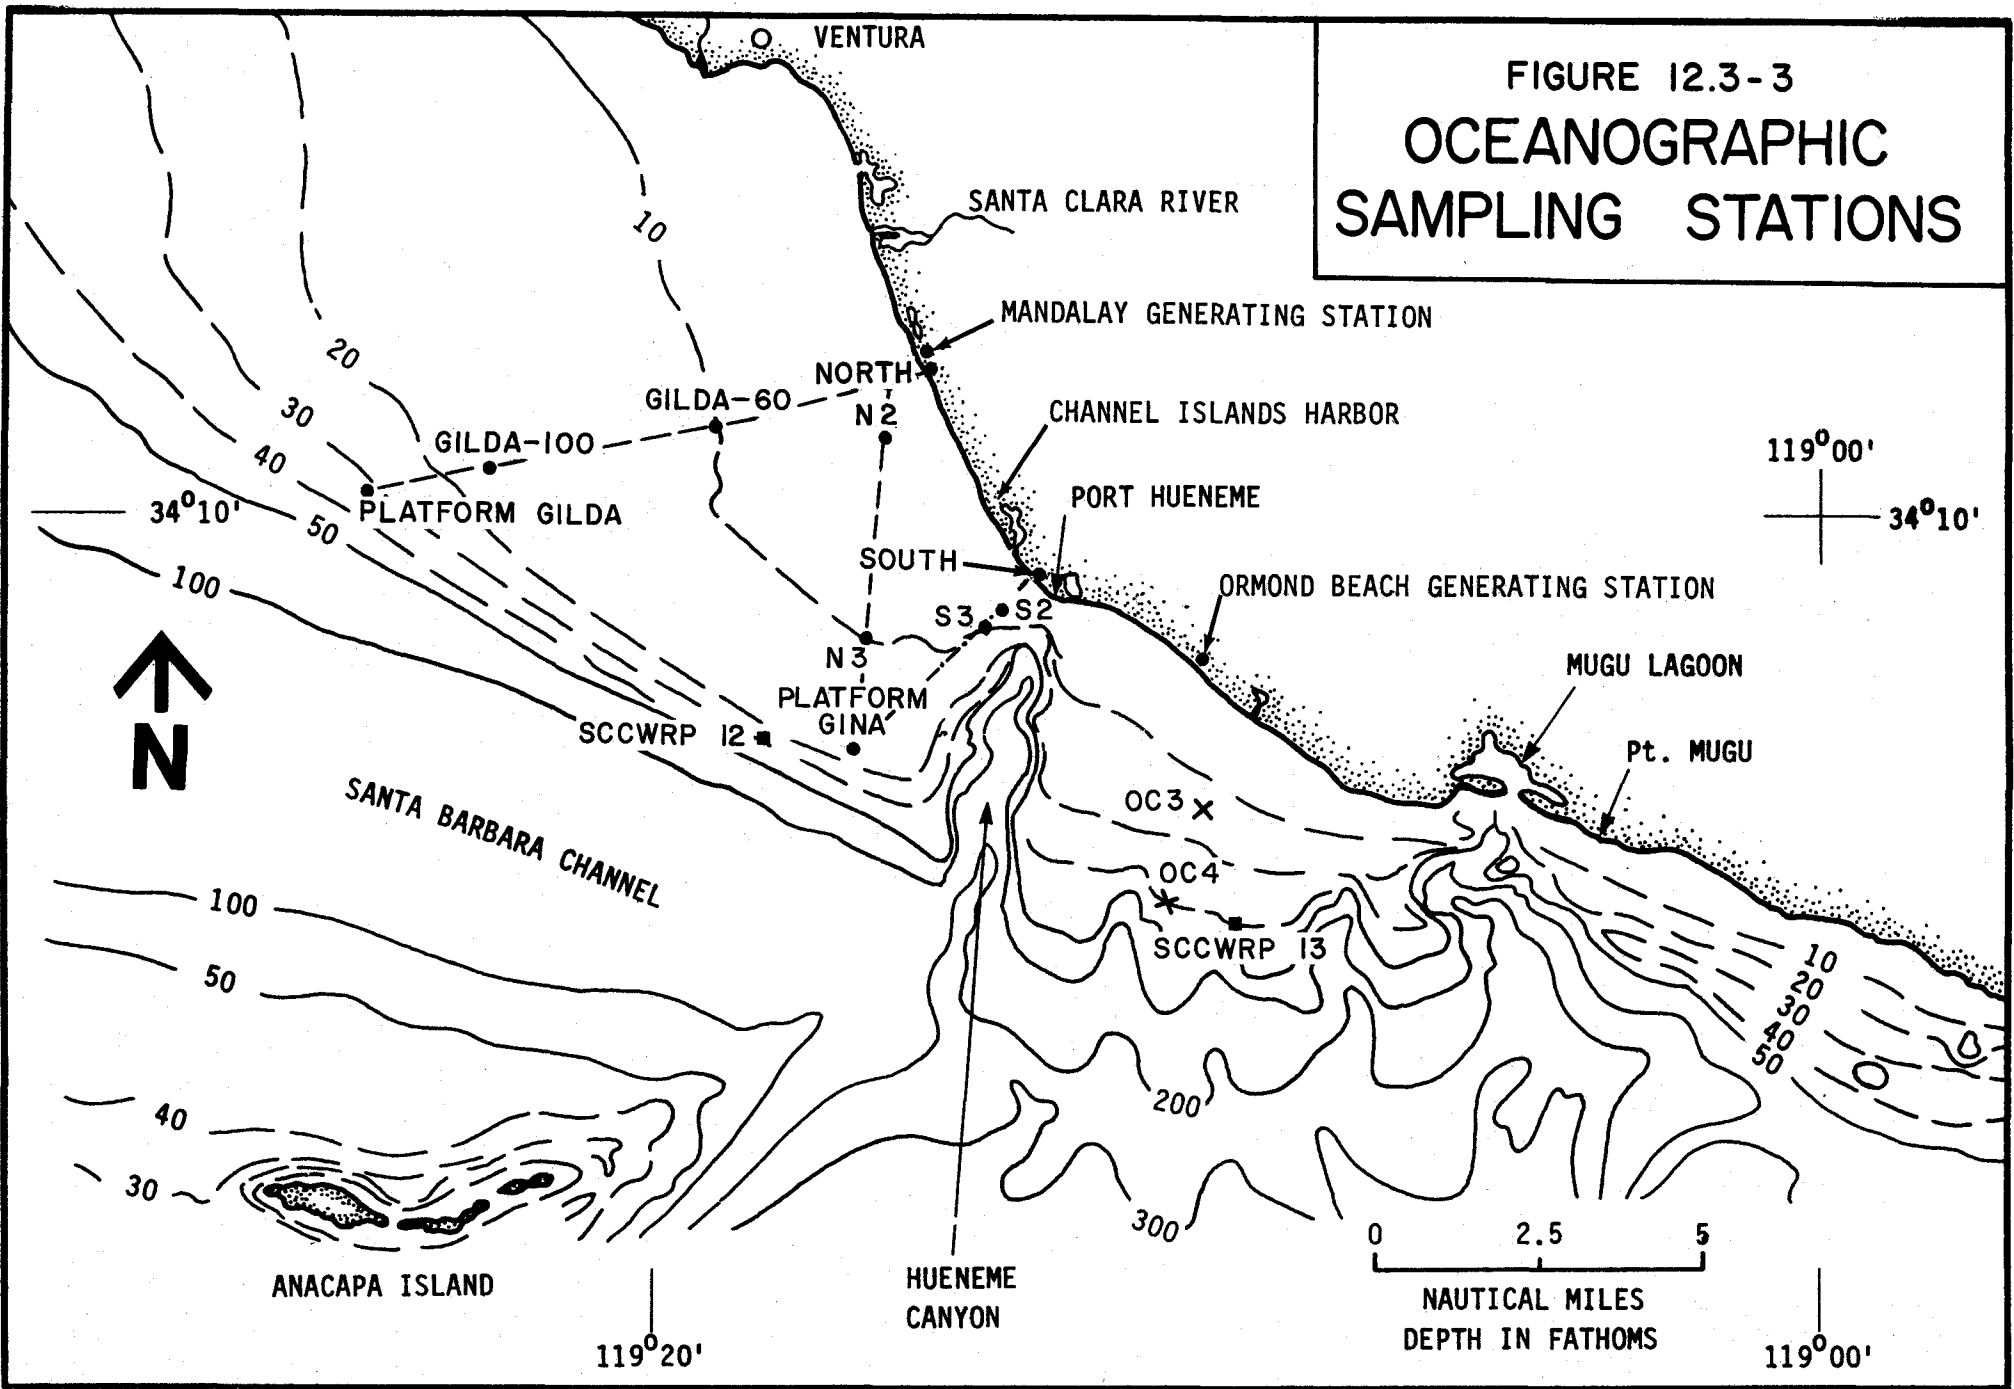 VENTURA
FIGURE 12.3-3
OCEANOGRAPHIC
SAMPLING STATIONS
SANTA CLARA RIVER
10
MANDALAY GENERATING STATION
20
NORTH
GILDA-60
N2
30
CHANNEL ISLANDS HARBOR
GILDA-100
40
119°00'
PORT HUENEME
34°10'
PLATFORM GILDA
34°10'
50
SOUTH
100
ORMOND BEACH GENERATING STATION
S3
S2
N3
MUGU LAGOON
PLATFORM
GINA
SCCWRP 12
N
Pt. MUGU
OC3
SANTA BARBARA CHANNEL
OC4
100
SCCWRP 13
50
10
20
30
40
50
40
200
30
300
0 2.5 5
ANACAPA ISLAND
HUENEME
CANYON
NAUTICAL MILES
DEPTH IN FATHOMS
119°20'
119°00'